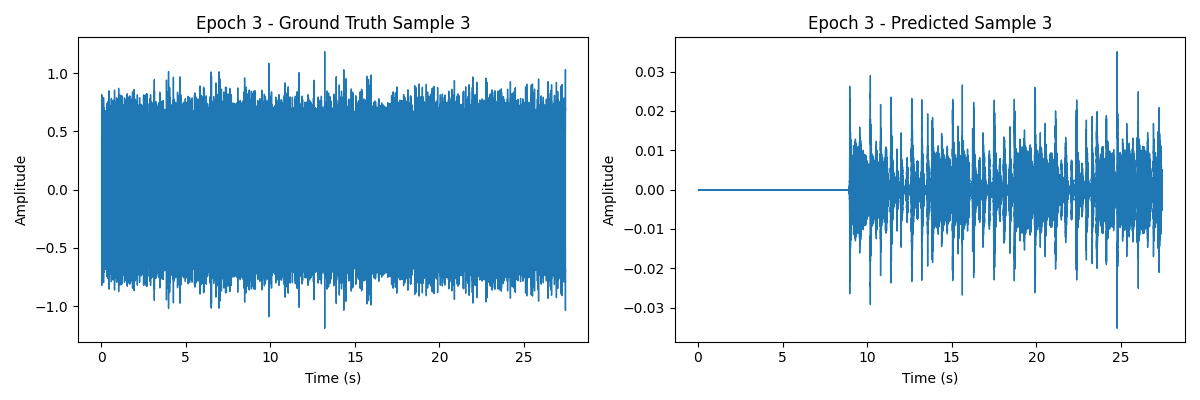 Epoch 3 - Ground Truth Sample 3
Amplitude
1.0
0.5
0.0
−0.5
−1.0
0 5 10 15 20 25
Time (s)
Epoch 3 - Predicted Sample 3
Amplitude
0.03
0.02
0.01
0.00
−0.01
−0.02
−0.03
0 5 10 15 20 25
Time (s)